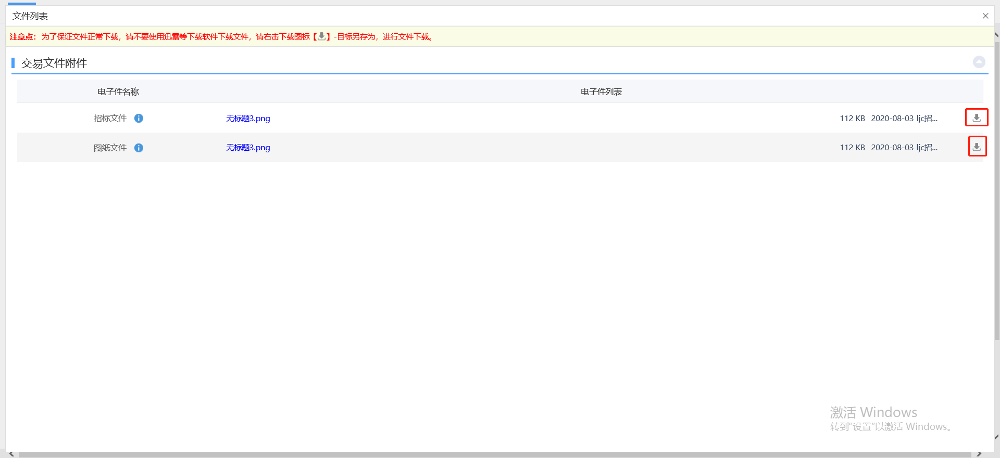 文件列表
注意点：为了保证文件正常下载，请不要使用迅雷等下载软件下载文件，请右击下载图标【】-目标另存为，进行文件下载。
交易文件附件
电子件名称 电子件列表
招标文件 无标题3.png 112 KB 2020-08-03 ljc招...
图纸文件 无标题3.png 112 KB 2020-08-03 ljc招...
激活 Windows
转到"设置"以激活 Windows。